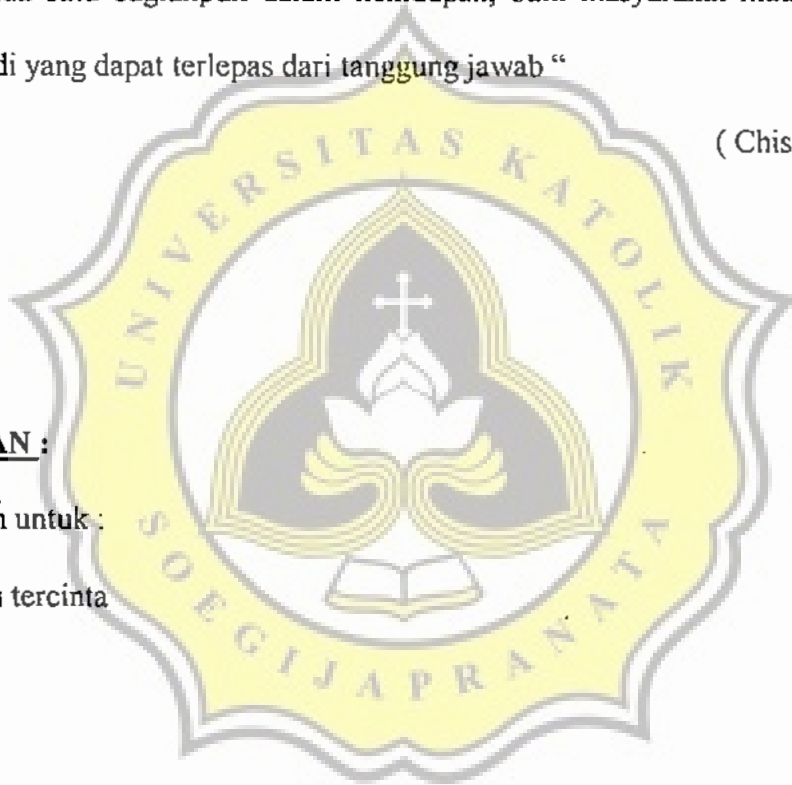 di yang dapat terlepas dari tanggung jawab “
( Chis
UNIVERSITAS KATOLIK
AN :
n untuk :
tercinta
SOEGIJAPRANATA